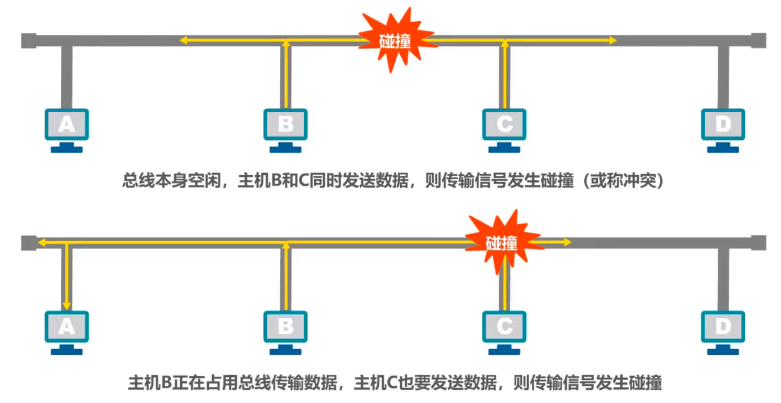 碰撞
A
B
C
D
总线本身空闲，主机B和C同时发送数据，则传输信号发生碰撞（或称冲突）
碰撞
A
B
C
D
主机B正在占用总线传输数据，主机C也要发送数据，则传输信号发生碰撞